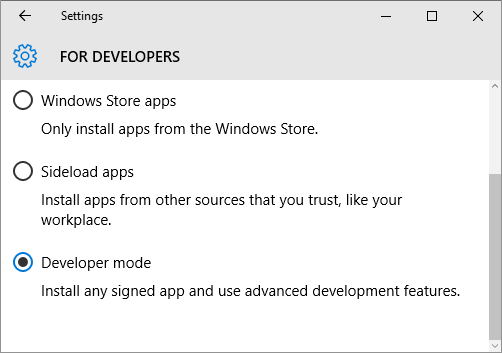 Settings
FOR DEVELOPERS
Windows Store apps
Only install apps from the Windows Store.
Sideload apps
Install apps from other sources that you trust, like your
workplace.
Developer mode
Install any signed app and use advanced development features.